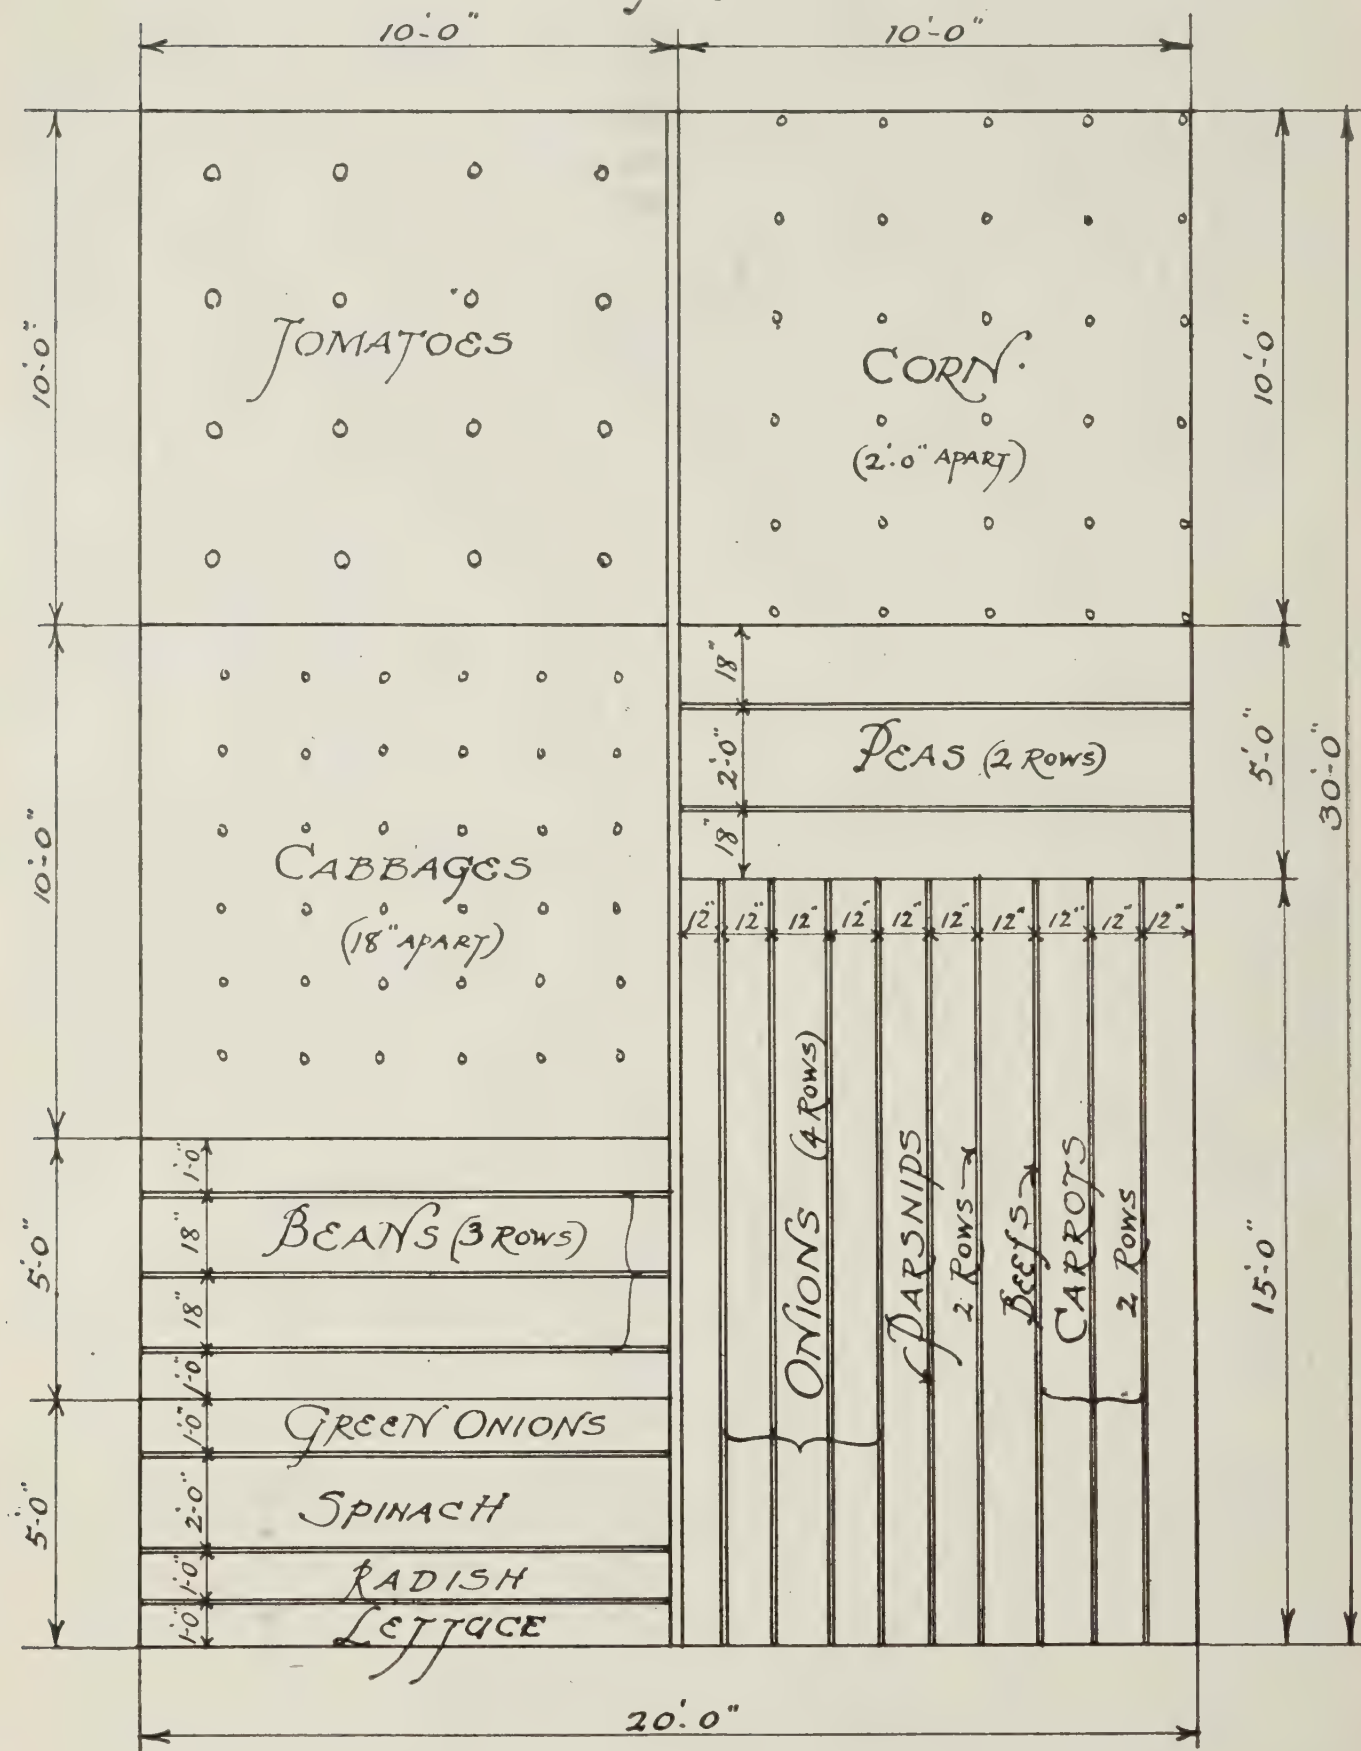 10'-0"
10'-0"
10'-0"
TOMATOES
CORN.
(2'-0" APART)
10'-0"
18"
2'-0"
18"
PEAS (2 ROWS)
5'-0"
30'-0"
10'-0"
CABBAGES
(18" APART)
12" 12" 12" 12" 12" 12" 12" 12" 12" 12"
ONIONS (4 ROWS)
PARSNIPS
2 ROWS
BEETS
CARROTS
2 ROWS
15'-0"
5'-0"
1'-0"
18"
BEANS (3 ROWS)
18"
1'-0"
5'-0"
1'-0"
GREEN ONIONS
2'-0"
SPINACH
1'-0"
RADISH
1'-0"
LETTUCE
20'-0"